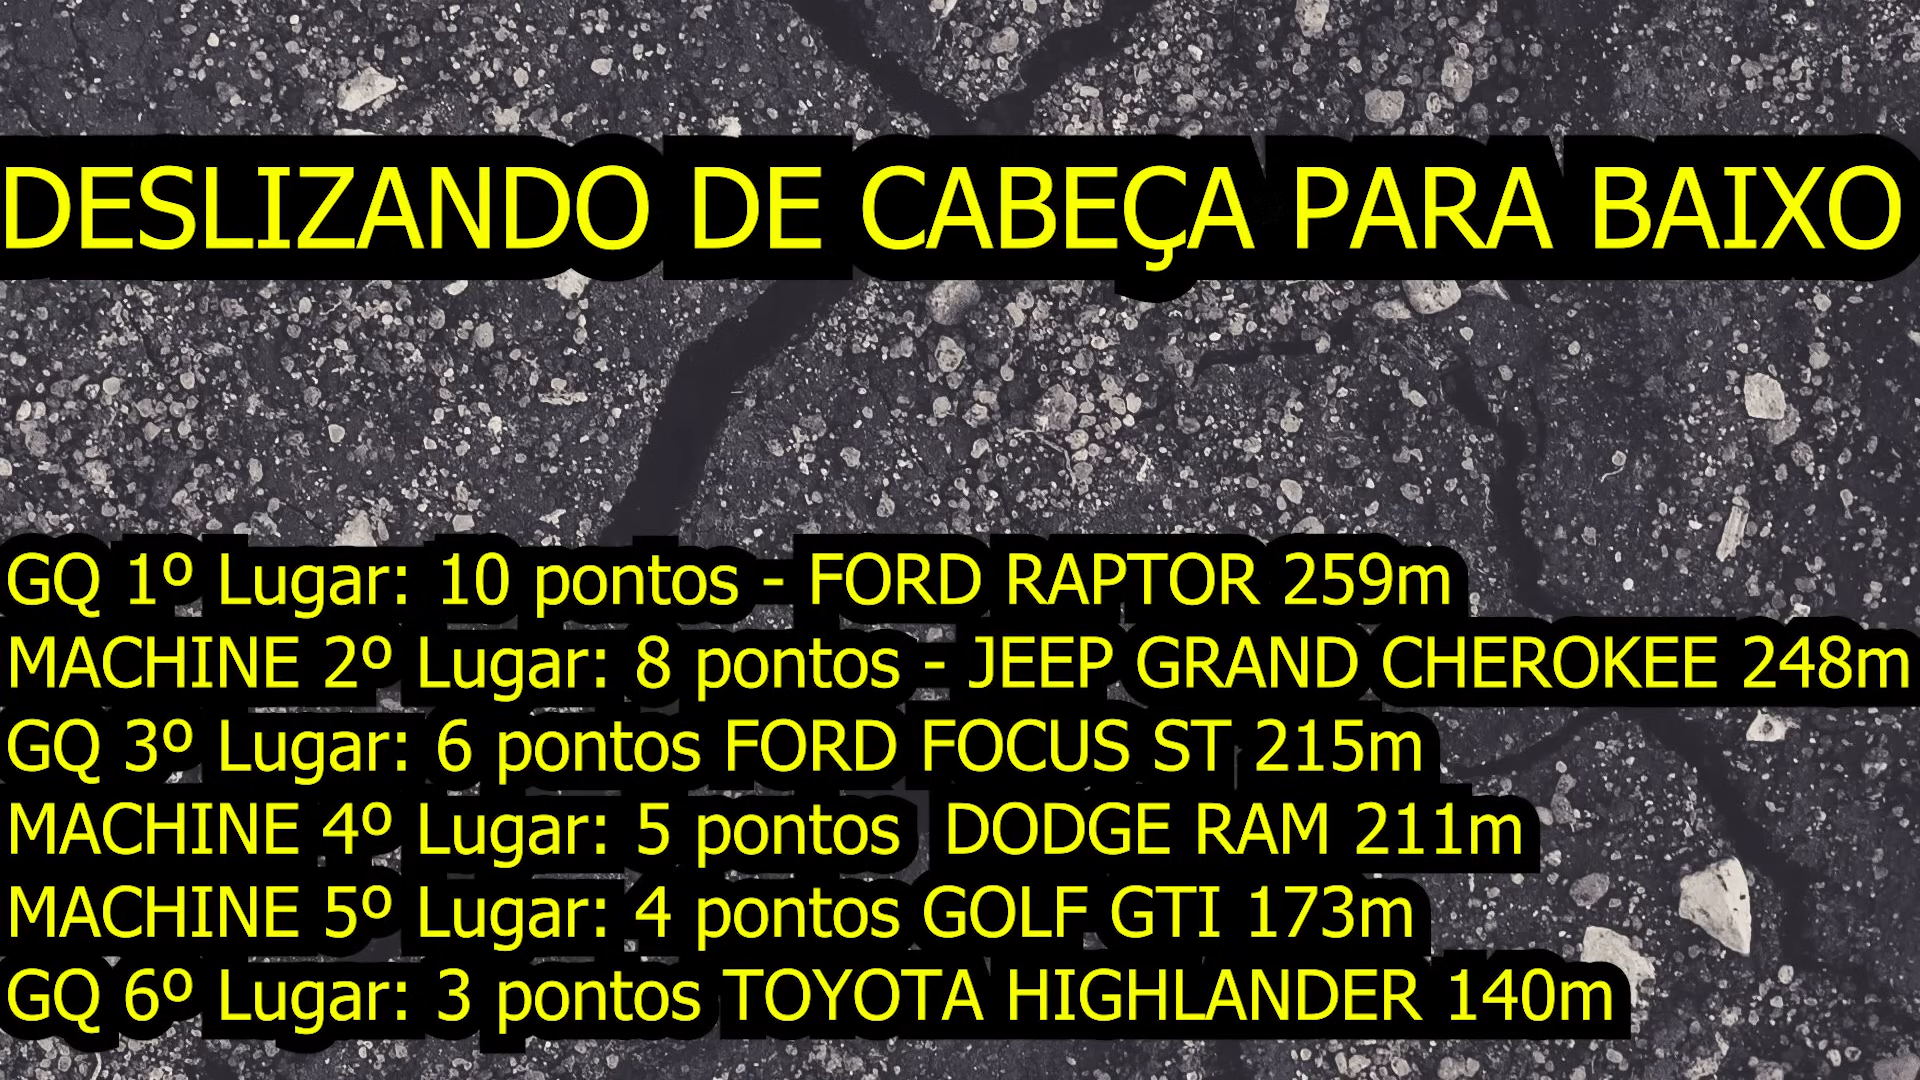 DESLIZANDO DE CABEÇA PARA BAIXO
GQ 1º Lugar: 10 pontos - FORD RAPTOR 259m
MACHINE 2º Lugar: 8 pontos - JEEP GRAND CHEROKEE 248m
GQ 3º Lugar: 6 pontos FORD FOCUS ST 215m
MACHINE 4º Lugar: 5 pontos  DODGE RAM 211m
MACHINE 5º Lugar: 4 pontos GOLF GTI 173m
GQ 6º Lugar: 3 pontos TOYOTA HIGHLANDER 140m